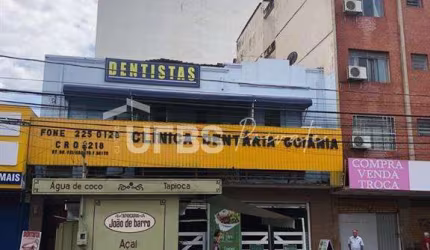 DENTISTAS
FONE 225 0126
CRO 218
CLINICA DENTARIA GOIANIA
COMPRA
VENDA
TROCA
MAIS
Água de coco
Tapioca
João de barro
Açaí